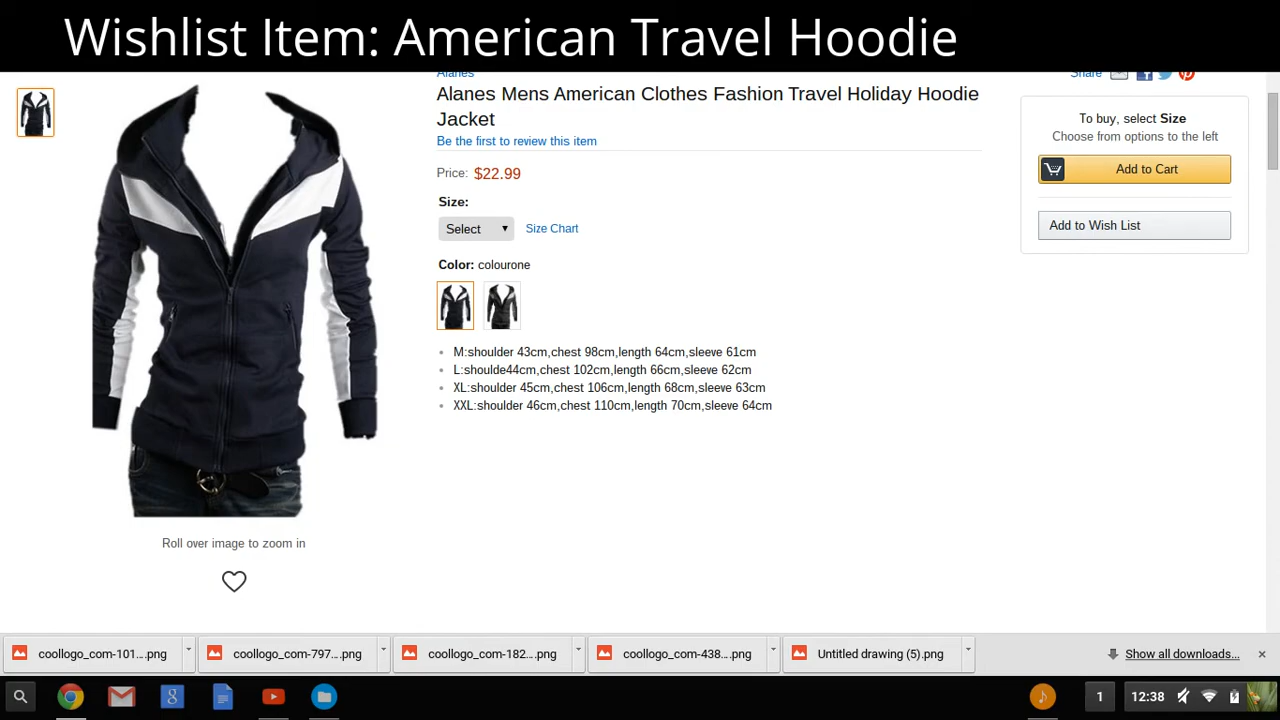 Wishlist Item: American Travel Hoodie
Alanes
Share
Alanes Mens American Clothes Fashion Travel Holiday Hoodie
Jacket
Be the first to review this item
Price: $22.99
Size:
Select
Size Chart
Color: colourone
M:shoulder 43cm,chest 98cm,length 64cm,sleeve 61cm
L:shoulde44cm,chest 102cm,length 66cm,sleeve 62cm
XL:shoulder 45cm,chest 106cm,length 68cm,sleeve 63cm
XXL:shoulder 46cm,chest 110cm,length 70cm,sleeve 64cm
To buy, select Size
Choose from options to the left
Add to Cart
Add to Wish List
Roll over image to zoom in
coollogo_com-101....png
coollogo_com-797....png
coollogo_com-182....png
coollogo_com-438....png
Untitled drawing (5).png
Show all downloads...
8
1
12:38